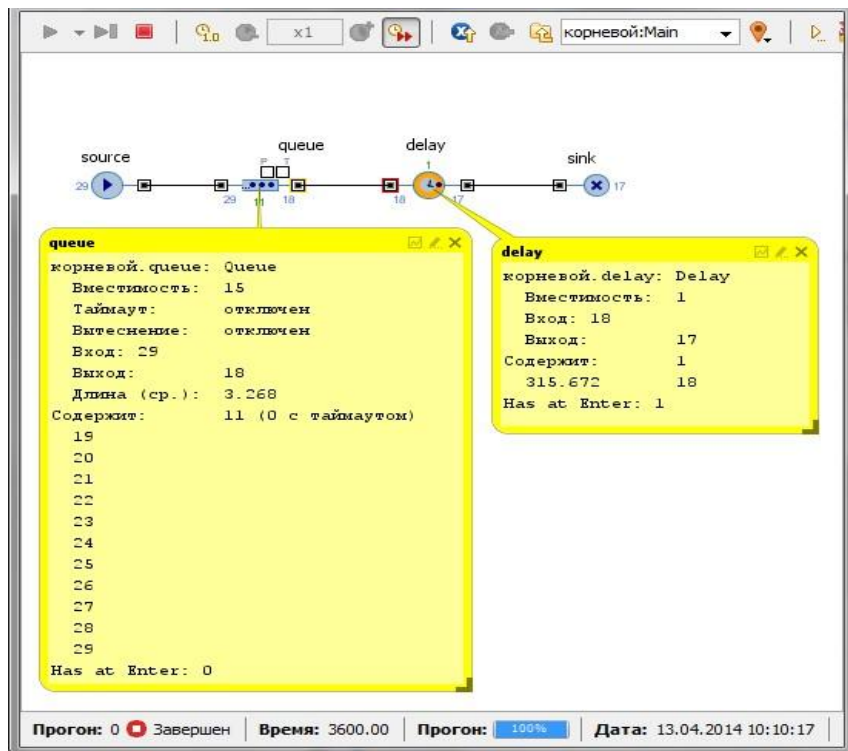 x1 корневой:Main
source
queue
delay
sink
P T
1
29
29
11
18
18
17
17
queue
корневой.queue: Queue
Вместимость: 15
Таймаут: отключен
Вытеснение: отключен
Вход: 29
Выход: 18
Длина (ср.): 3.268
Содержит: 11 (0 с таймаутом)
19
20
21
22
23
24
25
26
27
28
29
Has at Enter: 0
delay
корневой.delay: Delay
Вместимость: 1
Вход: 18
Выход: 17
Содержит: 1
315.672 18
Has at Enter: 1
Прогон: 0 Завершен Время: 3600.00 Прогон: 100% Дата: 13.04.2014 10:10:17